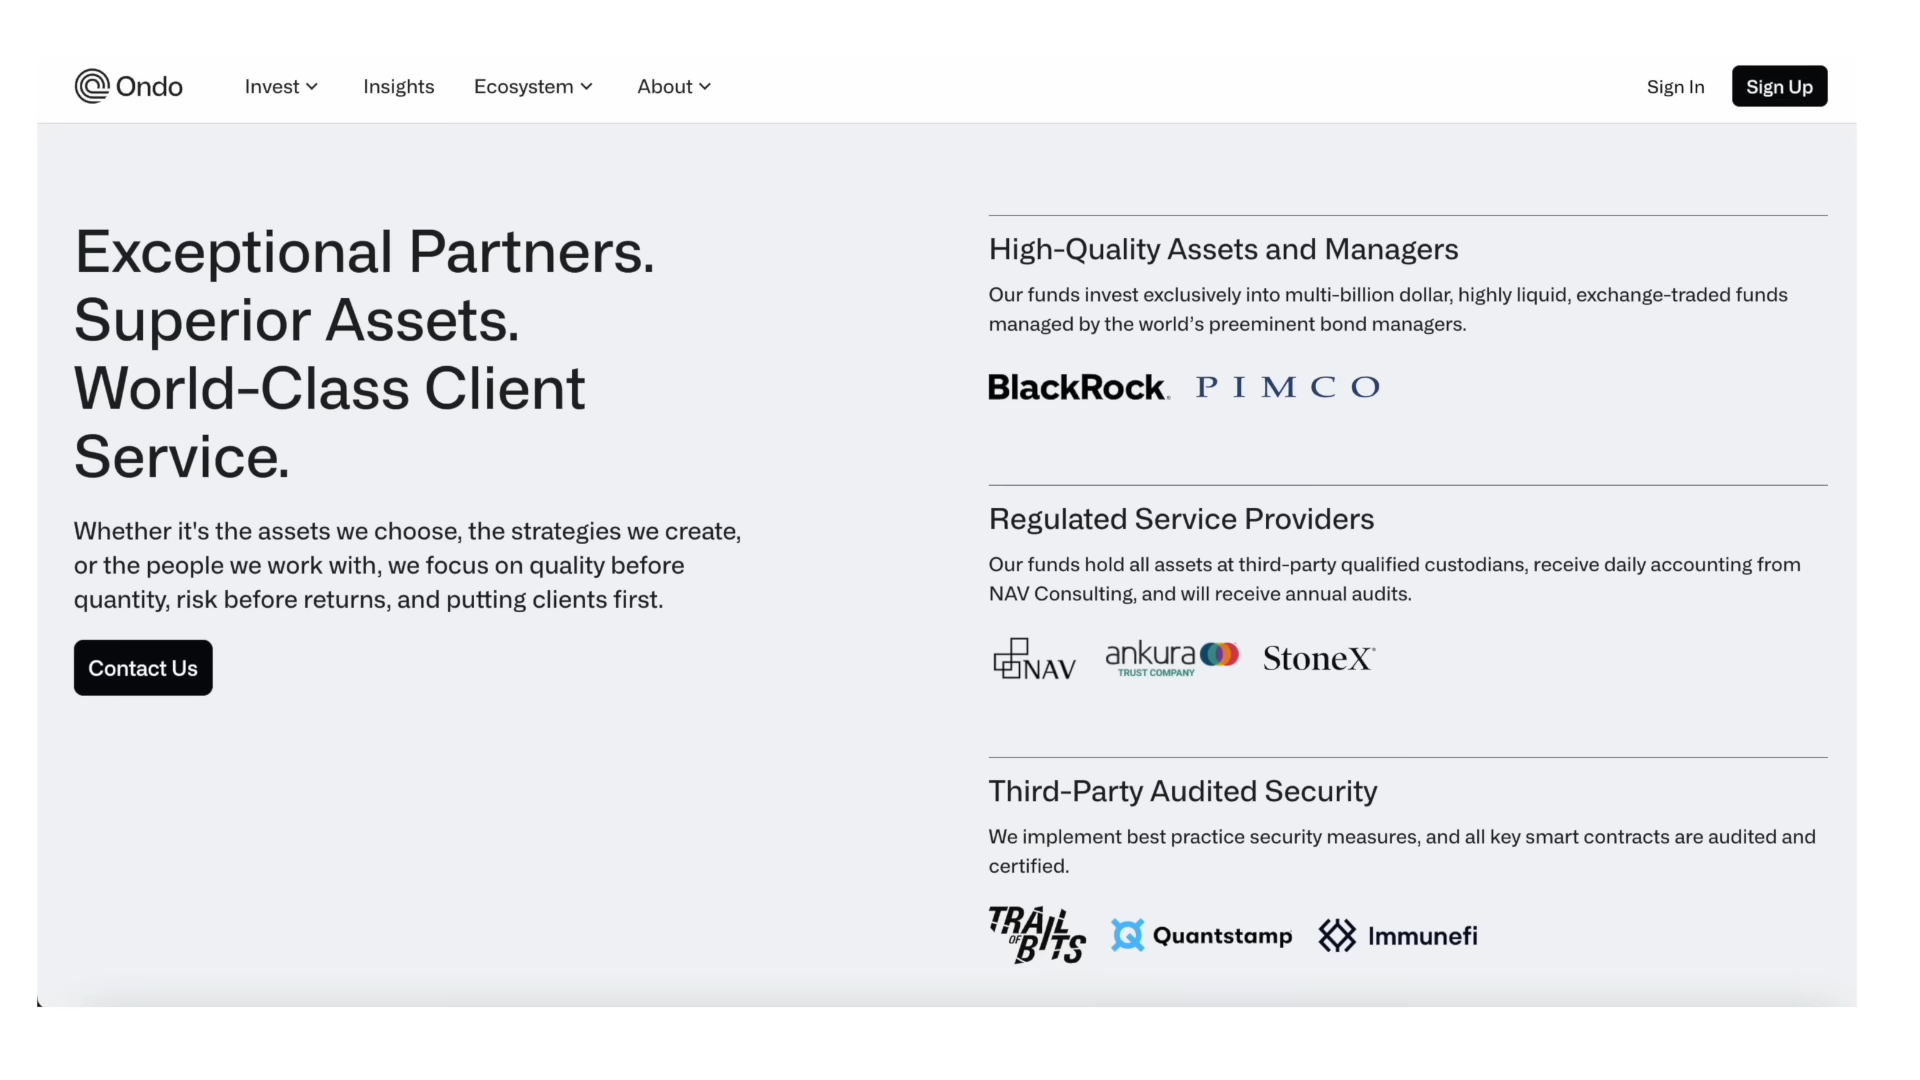 Ondo
Invest
Insights
Ecosystem
About
Sign In
Sign Up
Exceptional Partners.
Superior Assets.
World-Class Client
Service.
Whether it's the assets we choose, the strategies we create,
or the people we work with, we focus on quality before
quantity, risk before returns, and putting clients first.
Contact Us
High-Quality Assets and Managers
Our funds invest exclusively into multi-billion dollar, highly liquid, exchange-traded funds
managed by the world’s preeminent bond managers.
BlackRock.
PIMCO
Regulated Service Providers
Our funds hold all assets at third-party qualified custodians, receive daily accounting from
NAV Consulting, and will receive annual audits.
NAV
ankura
TRUST COMPANY
StoneX
Third-Party Audited Security
We implement best practice security measures, and all key smart contracts are audited and
certified.
TRAIL
OF
BITS
Quantstamp
Immunefi